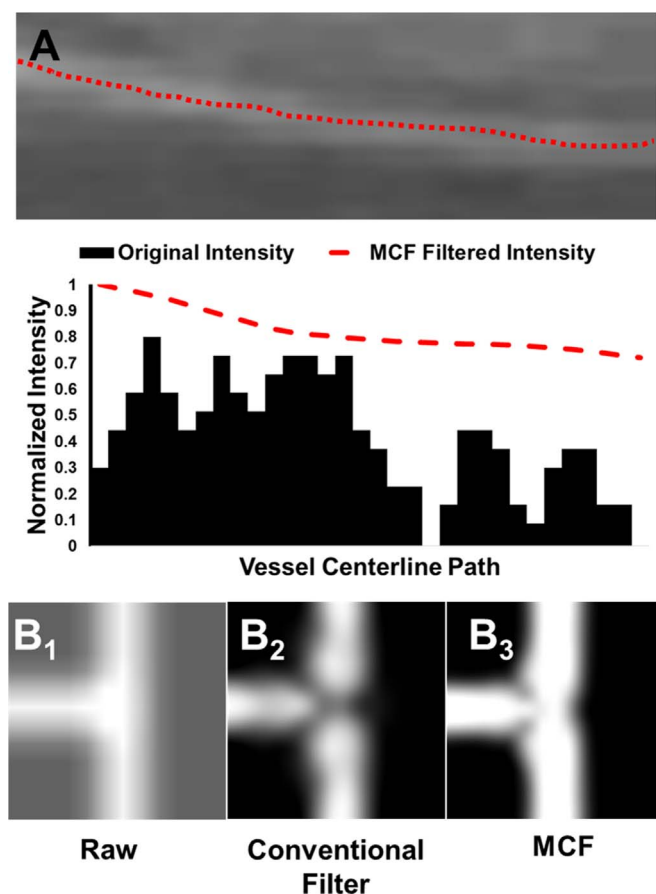 A
Original Intensity MCF Filtered Intensity
Normalized Intensity
1
0.9
0.8
0.7
0.6
0.5
0.4
0.3
0.2
0.1
0
Vessel Centerline Path
B1 B2 B3
Raw Conventional Filter MCF